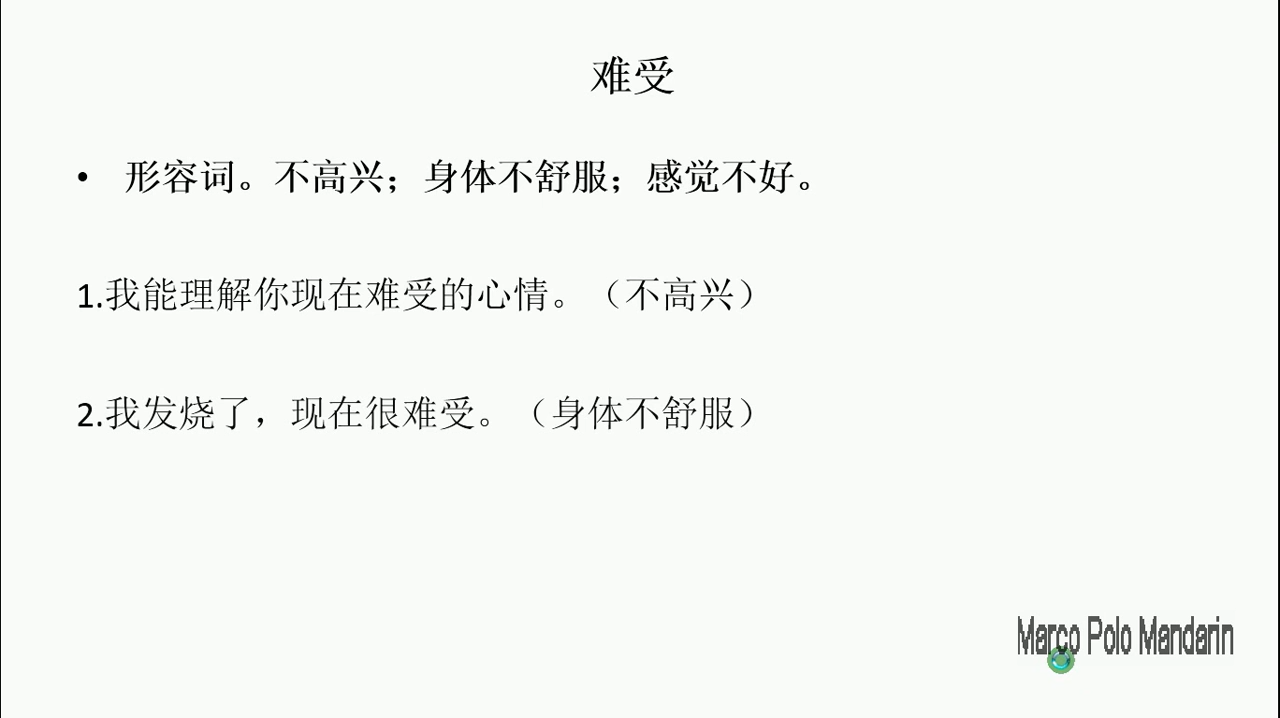 难受
• 形容词。不高兴；身体不舒服；感觉不好。
1.我能理解你现在难受的心情。（不高兴）
2.我发烧了，现在很难受。（身体不舒服）
Marco Polo Mandarin